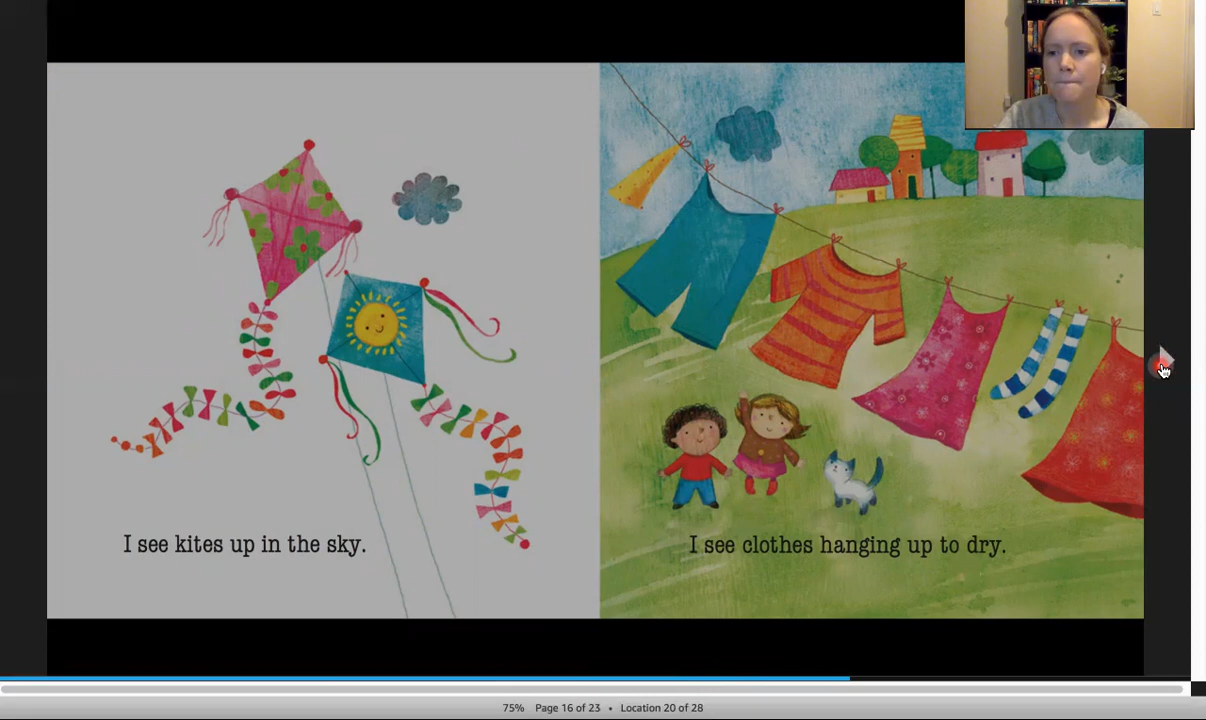 I see kites up in the sky.
I see clothes hanging up to dry.
75% Page 16 of 23 • Location 20 of 28